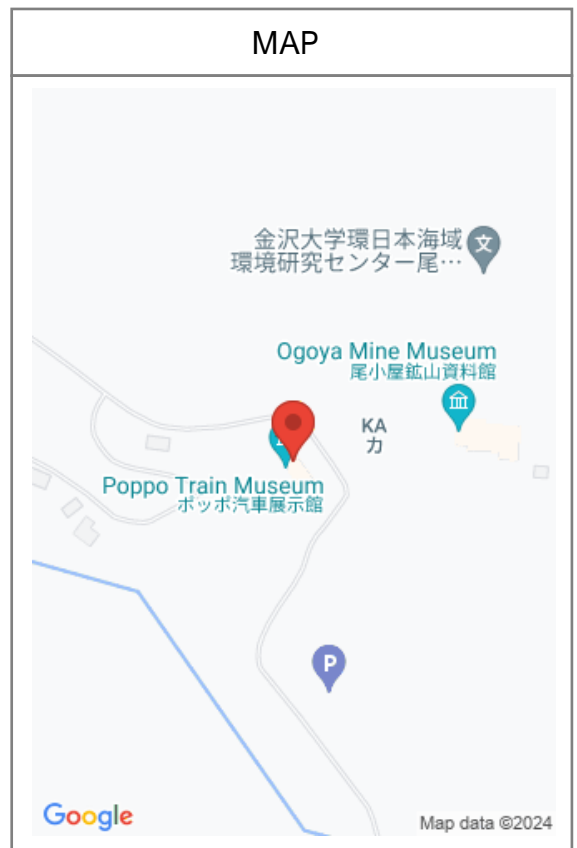 MAP
金沢大学環日本海域
環境研究センター尾…
文
Ogoya Mine Museum
尾小屋鉱山資料館
KA
カ
Poppo Train Museum
ポッポ汽車展示館
P
Google
Map data ©2024